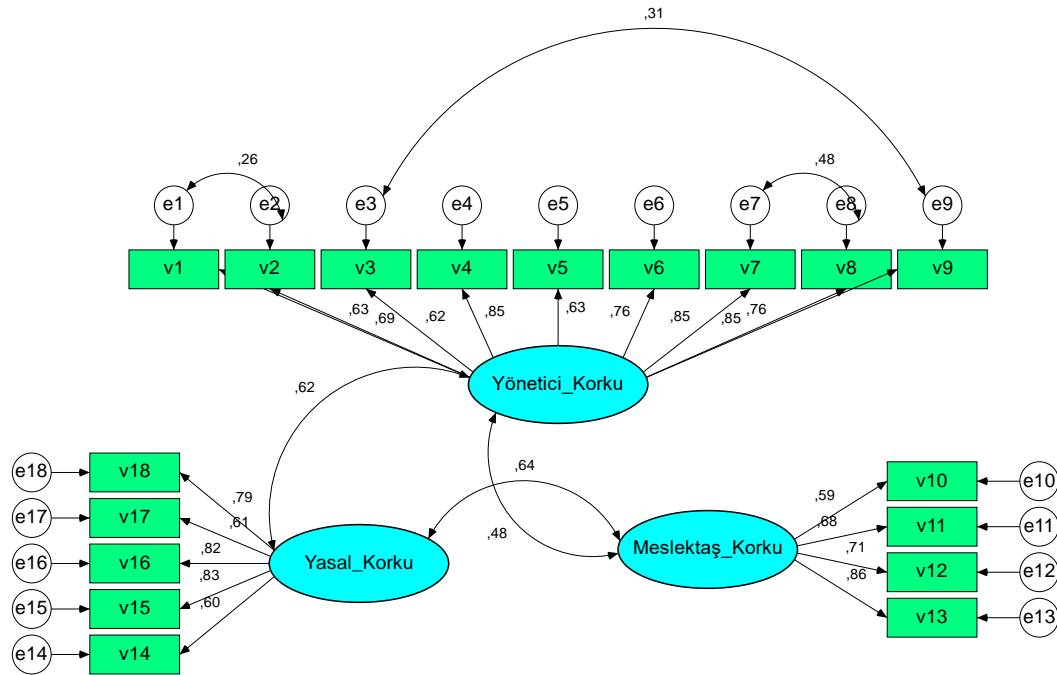 ,31
,26
,48
e1
e2
e3
e4
e5
e6
e7
e8
e9
v1
v2
v3
v4
v5
v6
v7
v8
v9
,63
,69
,62
,85
,63
,76
,85
,85
,76
Yönetici_Korku
,62
,64
,48
e18
v18
e17
v17
e16
v16
e15
v15
e14
v14
,79
,61
,82
,83
,60
Yasal_Korku
Meslektaş_Korku
,59
,68
,71
,86
v10
e10
v11
e11
v12
e12
v13
e13